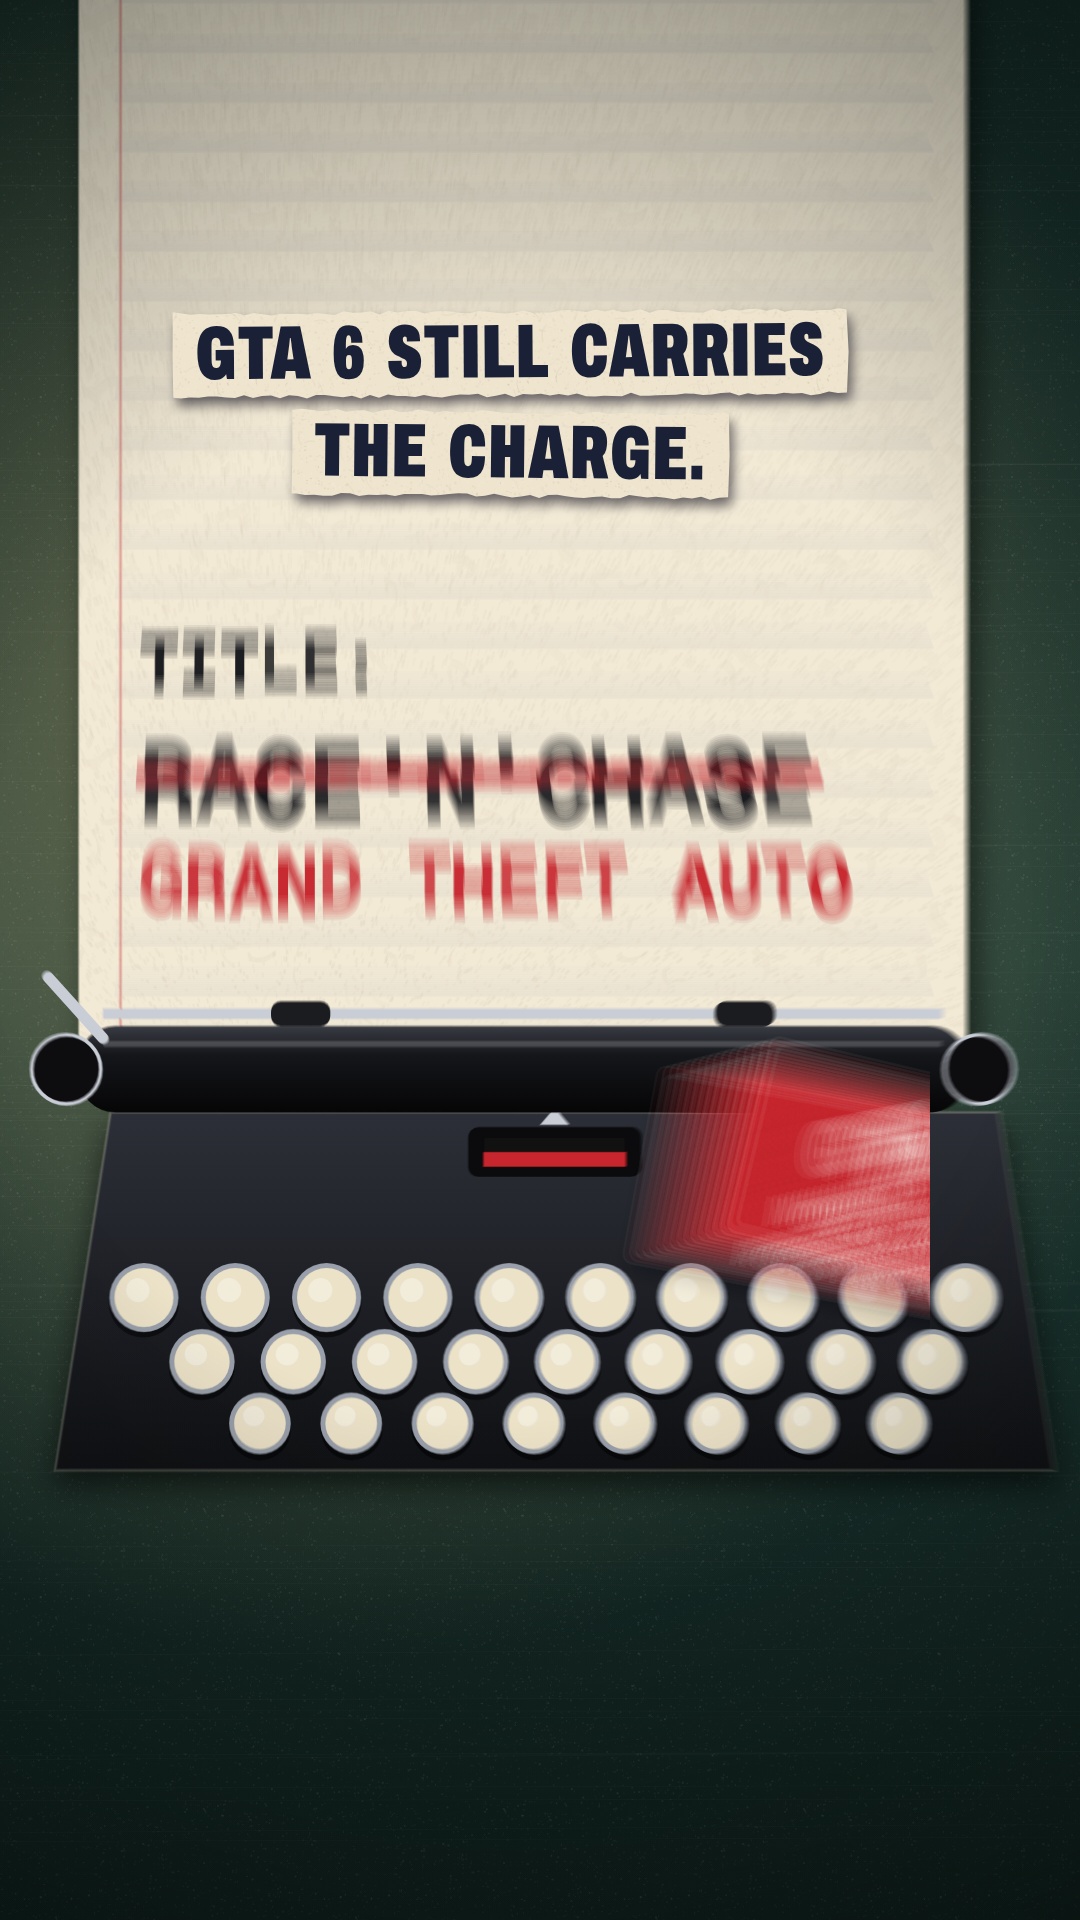 GTA 6 STILL CARRIES
THE CHARGE.
TITLE:
RACE 'N' CHASE
GRAND THEFT AUTO